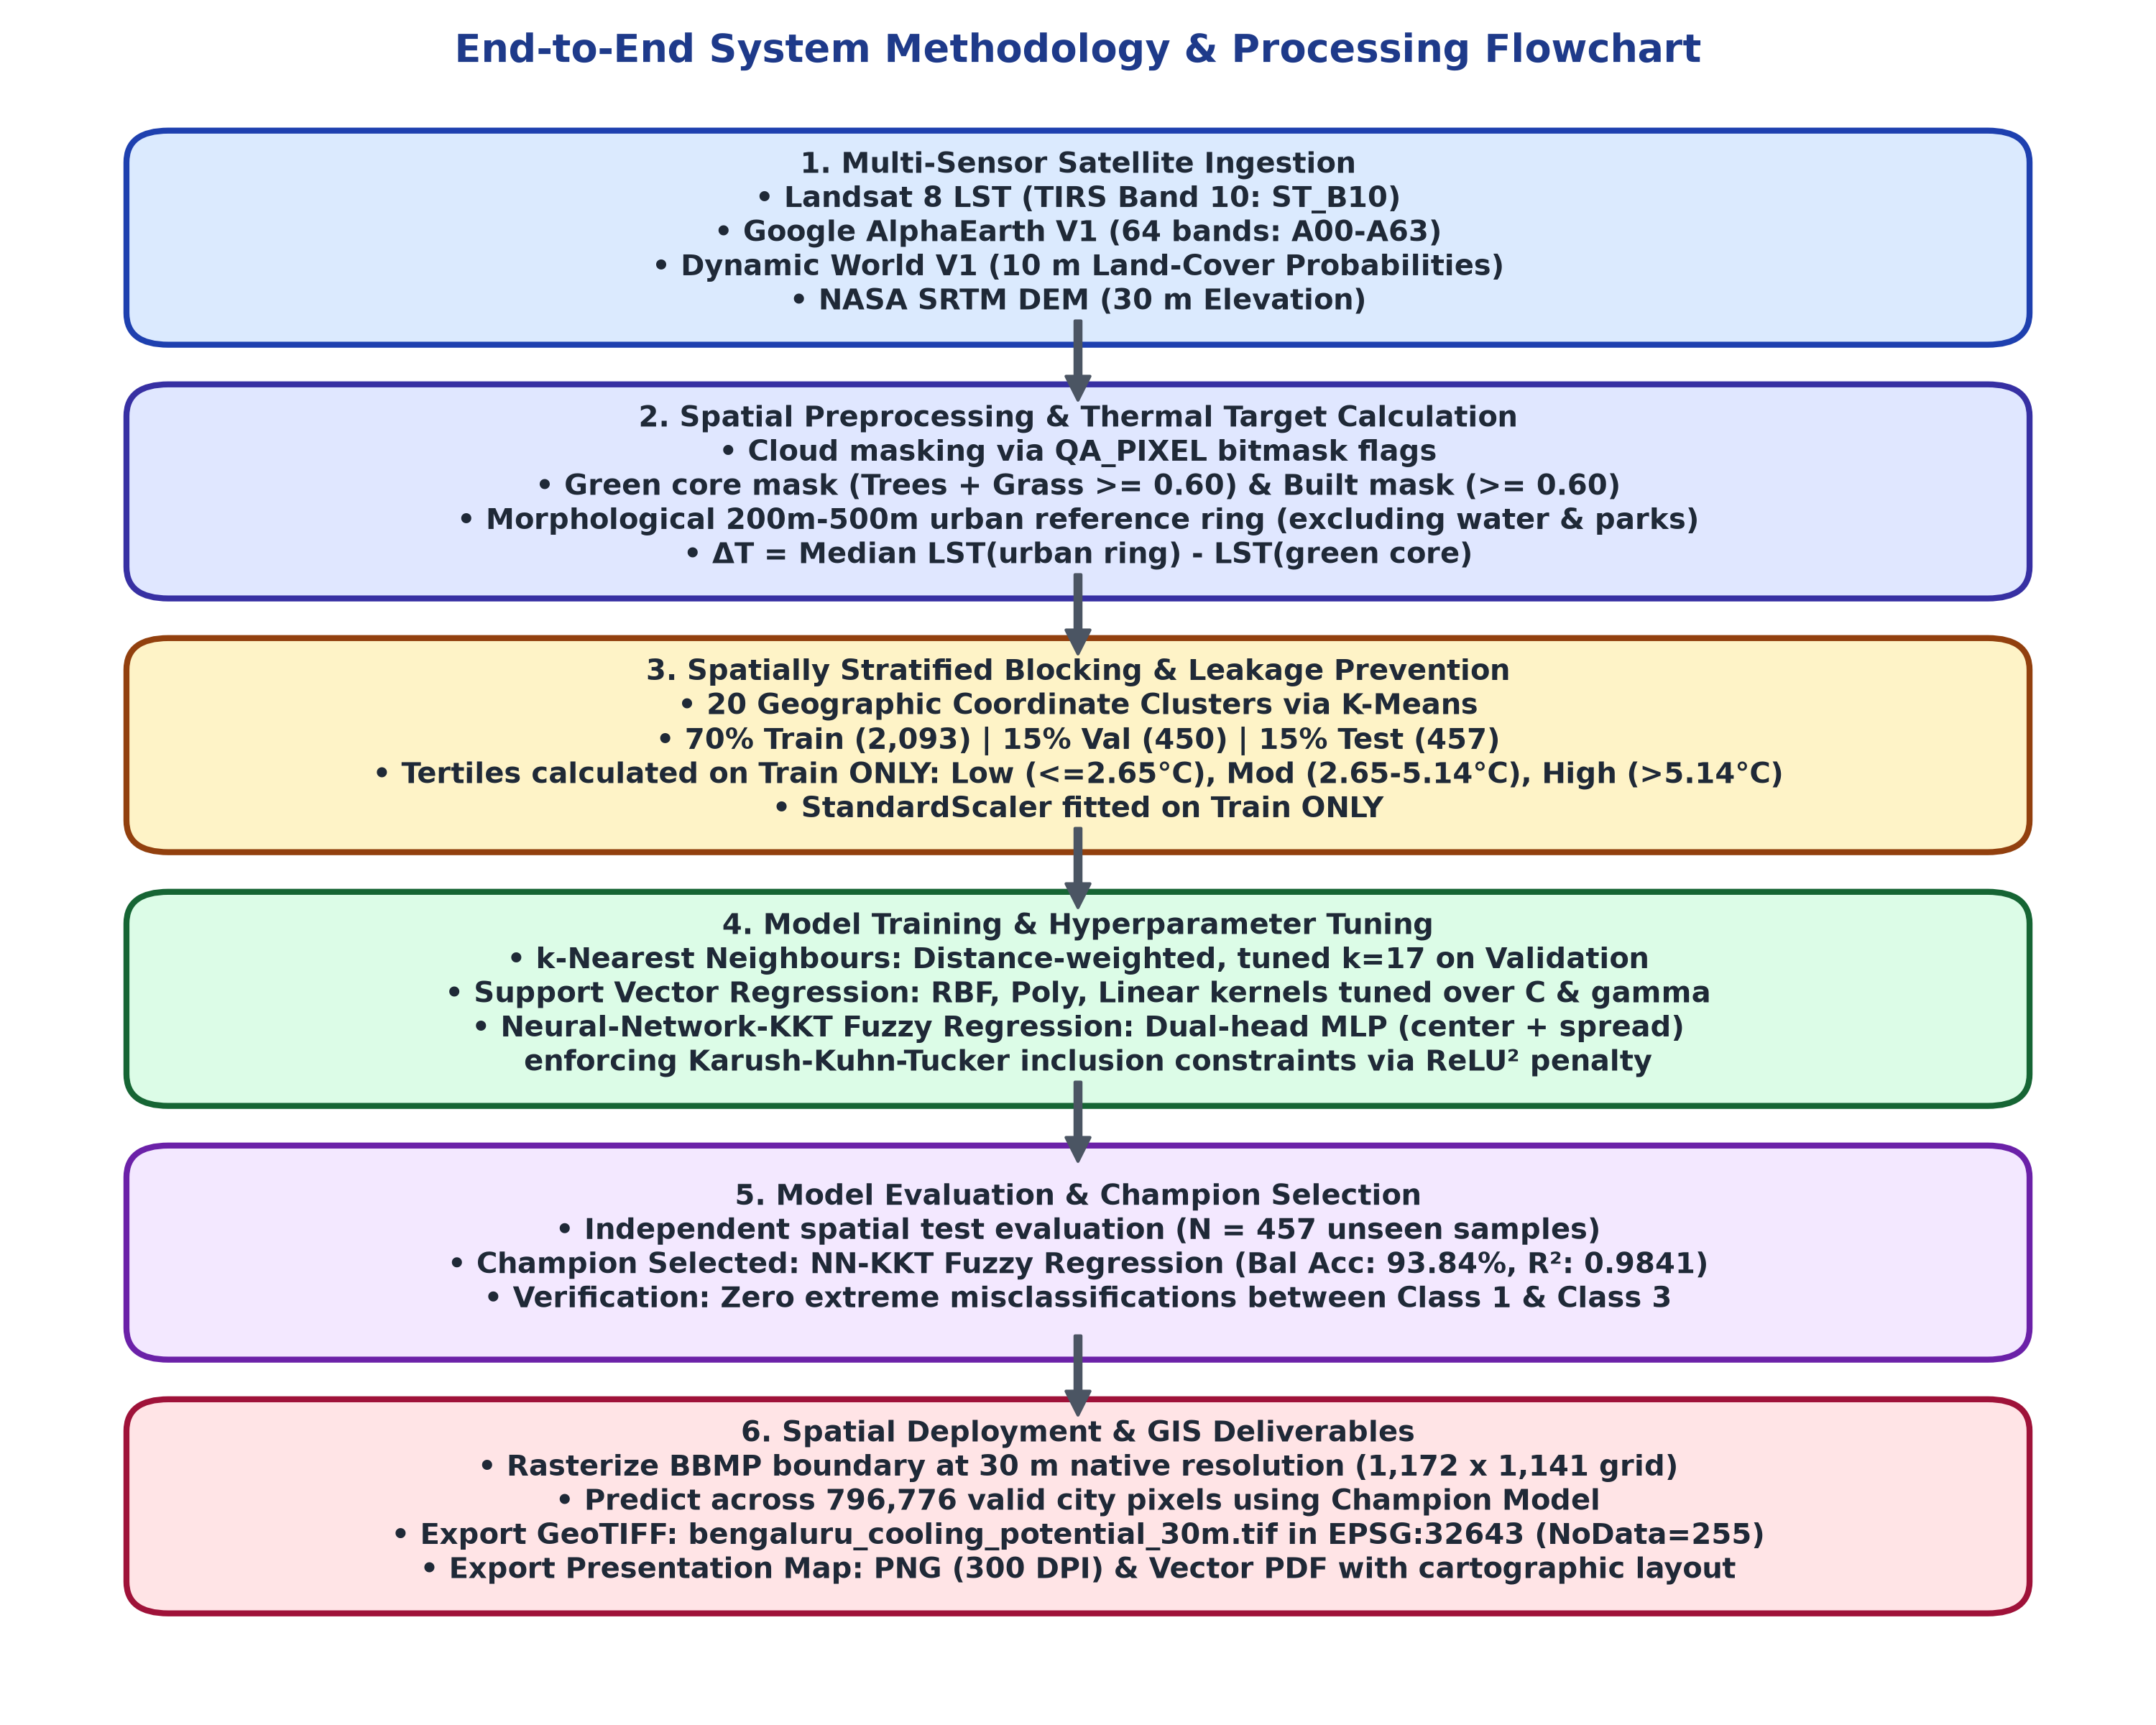 End-to-End System Methodology & Processing Flowchart
1. Multi-Sensor Satellite Ingestion
• Landsat 8 LST (TIRS Band 10: ST_B10)
• Google AlphaEarth V1 (64 bands: A00-A63)
• Dynamic World V1 (10 m Land-Cover Probabilities)
• NASA SRTM DEM (30 m Elevation)
2. Spatial Preprocessing & Thermal Target Calculation
• Cloud masking via QA_PIXEL bitmask flags
• Green core mask (Trees + Grass >= 0.60) & Built mask (>= 0.60)
• Morphological 200m-500m urban reference ring (excluding water & parks)
• ΔT = Median LST(urban ring) - LST(green core)
3. Spatially Stratified Blocking & Leakage Prevention
• 20 Geographic Coordinate Clusters via K-Means
• 70% Train (2,093) | 15% Val (450) | 15% Test (457)
• Tertiles calculated on Train ONLY: Low (<=2.65°C), Mod (2.65-5.14°C), High (>5.14°C)
• StandardScaler fitted on Train ONLY
4. Model Training & Hyperparameter Tuning
• k-Nearest Neighbours: Distance-weighted, tuned k=17 on Validation
• Support Vector Regression: RBF, Poly, Linear kernels tuned over C & gamma
• Neural-Network-KKT Fuzzy Regression: Dual-head MLP (center + spread)
enforcing Karush-Kuhn-Tucker inclusion constraints via ReLU² penalty
5. Model Evaluation & Champion Selection
• Independent spatial test evaluation (N = 457 unseen samples)
• Champion Selected: NN-KKT Fuzzy Regression (Bal Acc: 93.84%, R²: 0.9841)
• Verification: Zero extreme misclassifications between Class 1 & Class 3
6. Spatial Deployment & GIS Deliverables
• Rasterize BBMP boundary at 30 m native resolution (1,172 x 1,141 grid)
• Predict across 796,776 valid city pixels using Champion Model
• Export GeoTIFF: bengaluru_cooling_potential_30m.tif in EPSG:32643 (NoData=255)
• Export Presentation Map: PNG (300 DPI) & Vector PDF with cartographic layout